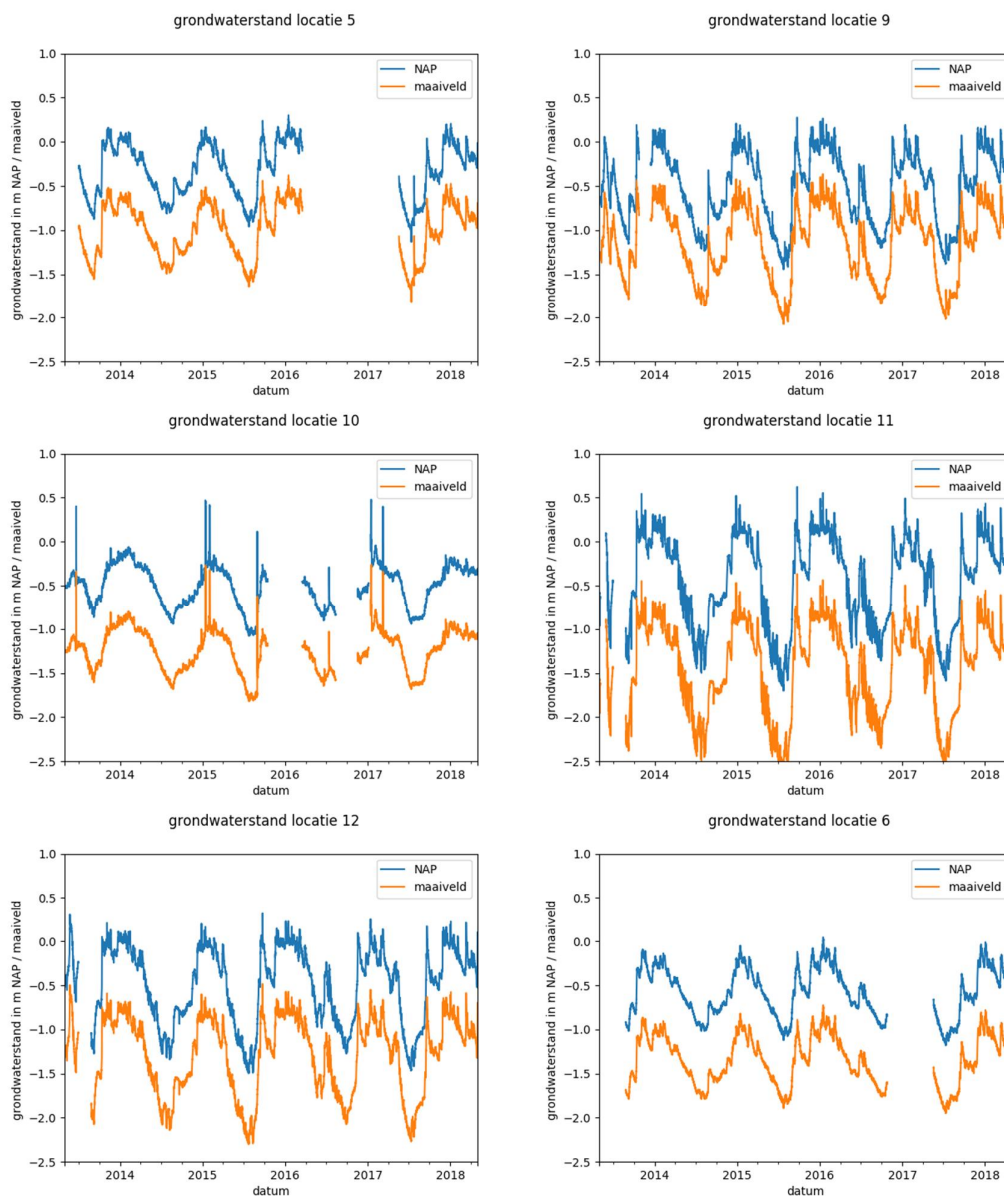 grondwaterstand locatie 5
grondwaterstand in m NAP / maaiveld
1.0
0.5
0.0
−0.5
−1.0
−1.5
−2.0
−2.5
NAP
maaiveld
2014 2015 2016 2017 2018
datum
grondwaterstand locatie 9
grondwaterstand in m NAP / maaiveld
1.0
0.5
0.0
−0.5
−1.0
−1.5
−2.0
−2.5
NAP
maaiveld
2014 2015 2016 2017 2018
datum
grondwaterstand locatie 10
grondwaterstand in m NAP / maaiveld
1.0
0.5
0.0
−0.5
−1.0
−1.5
−2.0
−2.5
NAP
maaiveld
2014 2015 2016 2017 2018
datum
grondwaterstand locatie 11
grondwaterstand in m NAP / maaiveld
1.0
0.5
0.0
−0.5
−1.0
−1.5
−2.0
−2.5
NAP
maaiveld
2014 2015 2016 2017 2018
datum
grondwaterstand locatie 12
grondwaterstand in m NAP / maaiveld
1.0
0.5
0.0
−0.5
−1.0
−1.5
−2.0
−2.5
NAP
maaiveld
2014 2015 2016 2017 2018
datum
grondwaterstand locatie 6
grondwaterstand in m NAP / maaiveld
1.0
0.5
0.0
−0.5
−1.0
−1.5
−2.0
−2.5
NAP
maaiveld
2014 2015 2016 2017 2018
datum